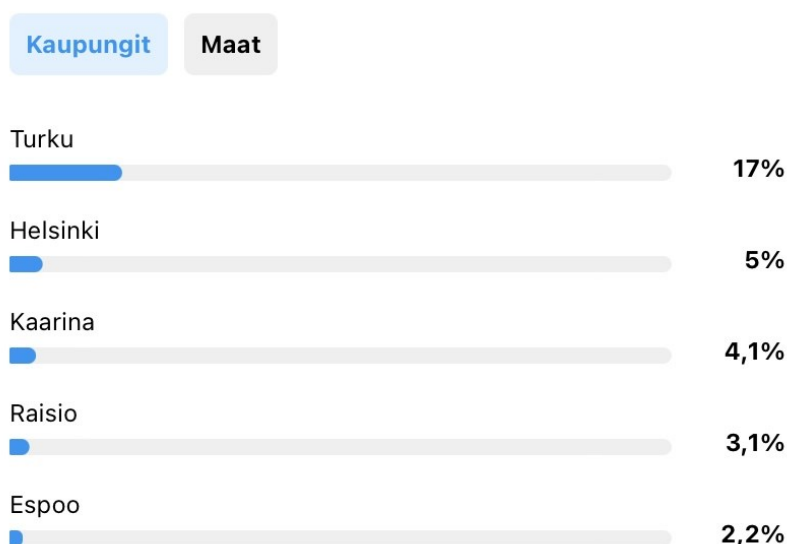 Kaupungit Maat
Turku
17%
Helsinki
5%
Kaarina
4,1%
Raisio
3,1%
Espoo
2,2%